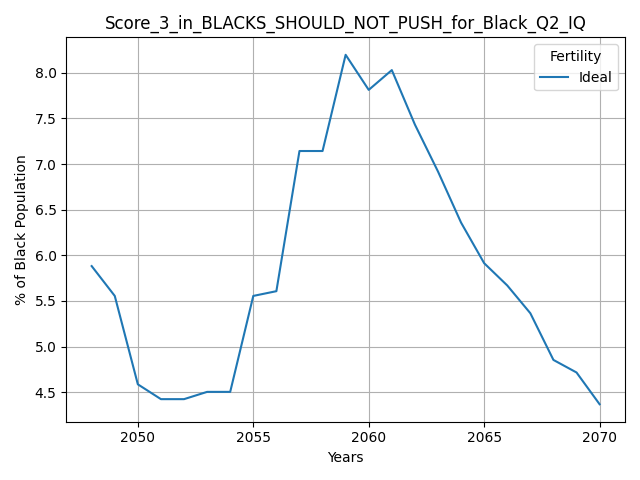 Score_3_in_BLACKS_SHOULD_NOT_PUSH_for_Black_Q2_IQ
Fertility
Ideal
8.0
7.5
7.0
6.5
6.0
5.5
5.0
4.5
% of Black Population
2050
2055
2060
2065
2070
Years